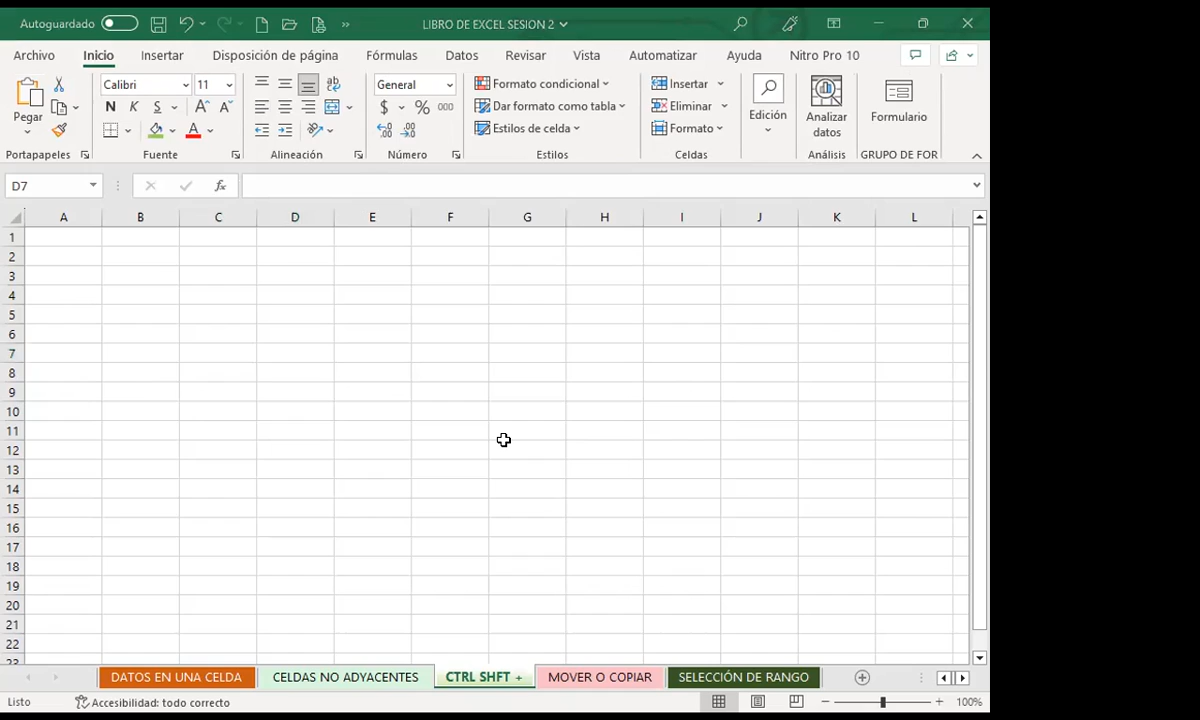 Autoguardado
»
LIBRO DE EXCEL SESION 2
Archivo Inicio Insertar Disposición de página Fórmulas Datos Revisar Vista Automatizar Ayuda Nitro Pro 10
Pegar
Calibri 11
N K S A A
A
ab
General
$ % 000
Formato condicional
Dar formato como tabla
Estilos de celda
Insertar
Eliminar
Formato
Edición
Analizar
datos
Formulario
Portapapeles Fuente Alineación Número Estilos Celdas Análisis GRUPO DE FOR
D7 fx
A B C D E F G H I J K L
1
2
3
4
5
6
7
8
9
10
11
12
13
14
15
16
17
18
19
20
21
22
23
DATOS EN UNA CELDA CELDAS NO ADYACENTES CTRL SHFT + MOVER O COPIAR SELECCIÓN DE RANGO
Listo Accesibilidad: todo correcto 100%